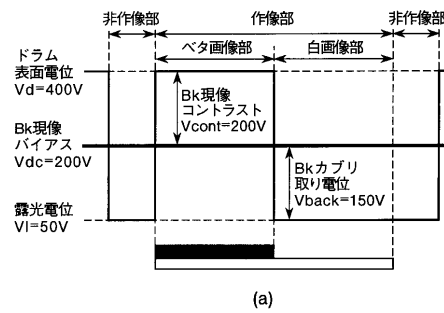 非作像部
作像部
非作像部
ベタ画像部
白画像部
ドラム
表面電位
Vd=400V
Bk現像
コントラスト
Vcont=200V
Bk現像
バイアス
Vdc=200V
Bkカブリ
取り電位
Vback=150V
露光電位
Vl=50V
(a)